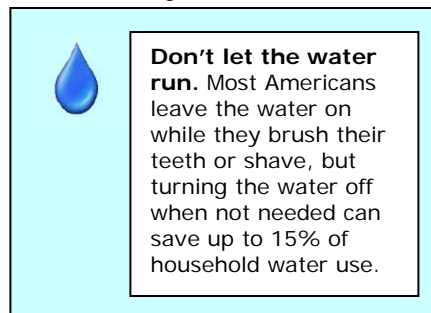 Don't let the water
run. Most Americans
leave the water on
while they brush their
teeth or shave, but
turning the water off
when not needed can
save up to 15% of
household water use.